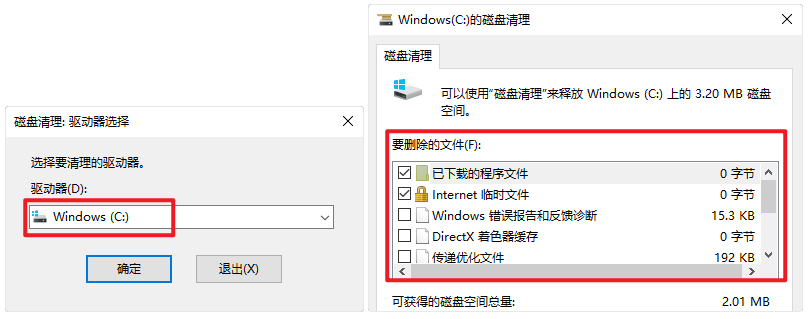 磁盘清理: 驱动器选择
选择要清理的驱动器。
驱动器(D):
Windows (C:)
确定
退出(X)
Windows(C:)的磁盘清理
磁盘清理
可以使用“磁盘清理”来释放 Windows (C:) 上的 3.20 MB 磁盘
空间。
要删除的文件(F):
已下载的程序文件 0 字节
Internet 临时文件 0 字节
Windows 错误报告和反馈诊断 15.3 KB
DirectX 着色器缓存 0 字节
传递优化文件 192 KB
可获得的磁盘空间总量: 2.01 MB